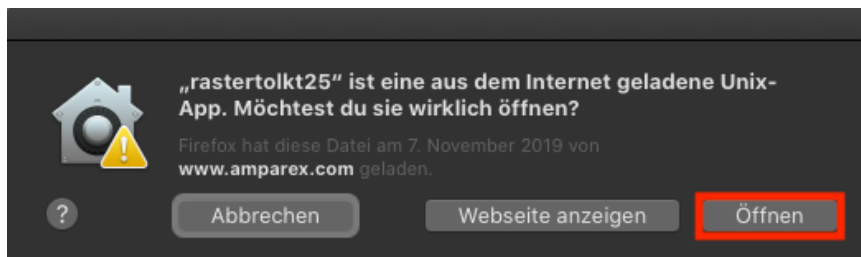 „rastertolkt25“ ist eine aus dem Internet geladene Unix-
App. Möchtest du sie wirklich öffnen?
Firefox hat diese Datei am 7. November 2019 von
www.amparex.com geladen.
? Abbrechen Webseite anzeigen Öffnen